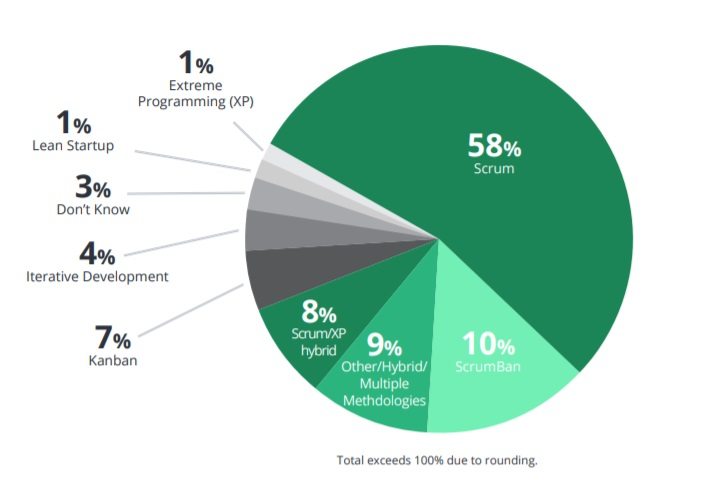 1%
Extreme
Programming (XP)
1%
Lean Startup
3%
Don't Know
4%
Iterative Development
7%
Kanban
58%
Scrum
8%
Scrum/XP
hybrid
9%
Other/Hybrid/
Multiple
Methdologies
10%
ScrumBan
Total exceeds 100% due to rounding.